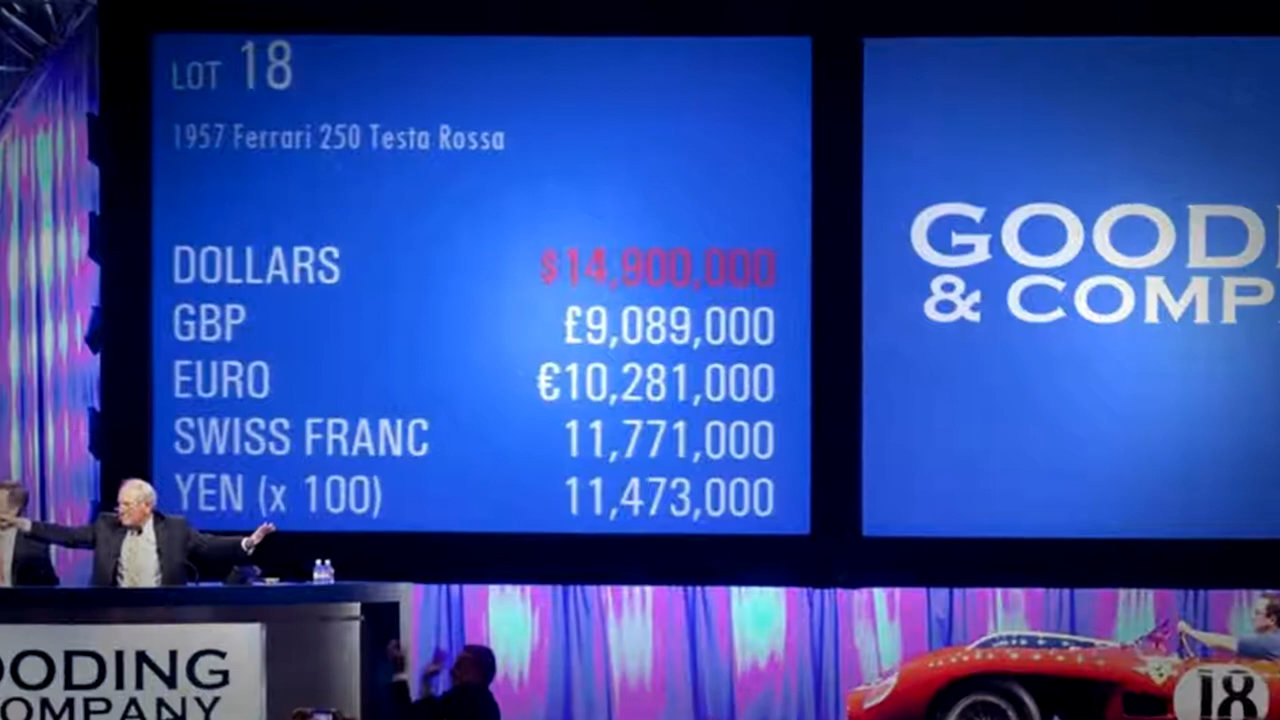 LOT 18
1957 Ferrari 250 Testa Rossa
DOLLARS $14,900,000
GBP £9,089,000
EURO €10,281,000
SWISS FRANC 11,771,000
YEN (x 100) 11,473,000
GOODI
& COMP
OODING
OMPANY
18